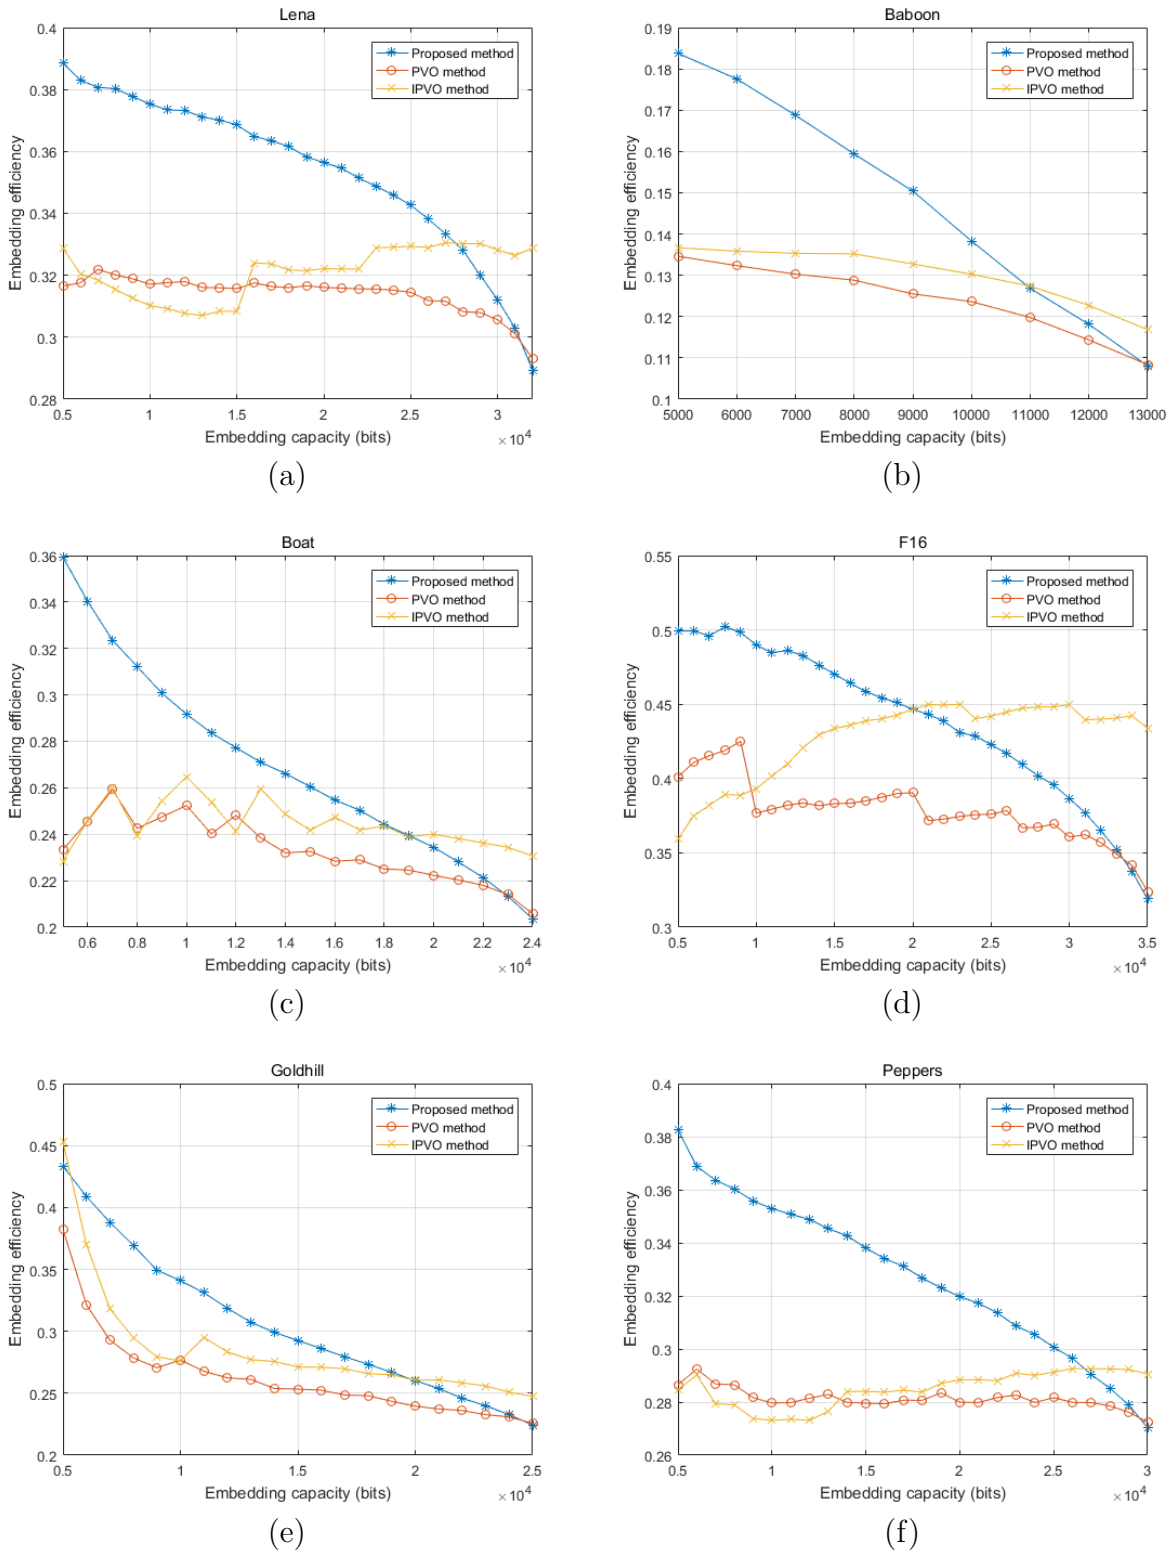 Lena
0.4
0.38
0.36
0.34
0.32
0.3
0.28
Embedding efficiency
Proposed method
PVO method
IPVO method
0.5 1 1.5 2 2.5 3
Embedding capacity (bits)
×10^4
(a)
Baboon
0.19
0.18
0.17
0.16
0.15
0.14
0.13
0.12
0.11
0.1
Embedding efficiency
Proposed method
PVO method
IPVO method
5000 6000 7000 8000 9000 10000 11000 12000 13000
Embedding capacity (bits)
(b)
Boat
0.36
0.34
0.32
0.3
0.28
0.26
0.24
0.22
0.2
Embedding efficiency
Proposed method
PVO method
IPVO method
0.6 0.8 1 1.2 1.4 1.6 1.8 2 2.2 2.4
Embedding capacity (bits)
×10^4
(c)
F16
0.55
0.5
0.45
0.4
0.35
0.3
Embedding efficiency
Proposed method
PVO method
IPVO method
0.5 1 1.5 2 2.5 3 3.5
Embedding capacity (bits)
×10^4
(d)
Goldhill
0.5
0.45
0.4
0.35
0.3
0.25
0.2
Embedding efficiency
Proposed method
PVO method
IPVO method
0.5 1 1.5 2 2.5
Embedding capacity (bits)
×10^4
(e)
Peppers
0.4
0.38
0.36
0.34
0.32
0.3
0.28
0.26
Embedding efficiency
Proposed method
PVO method
IPVO method
0.5 1 1.5 2 2.5 3
Embedding capacity (bits)
×10^4
(f)